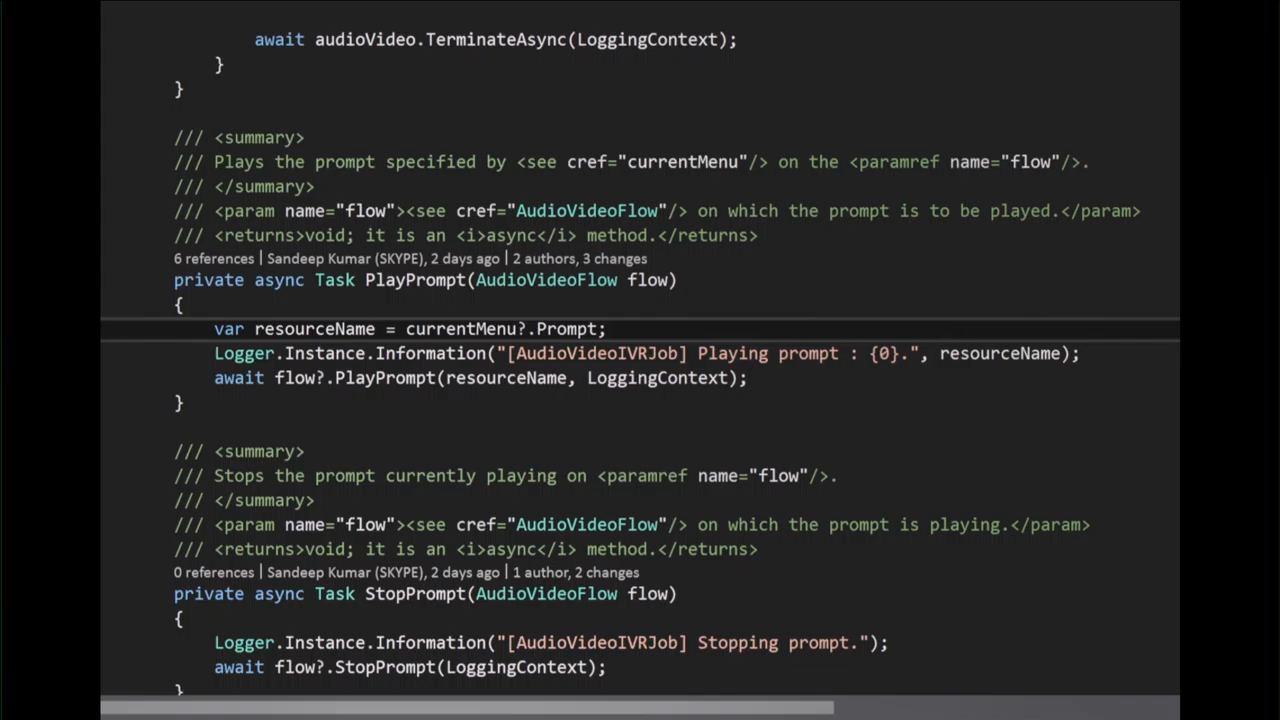 await audioVideo.TerminateAsync(LoggingContext);
}
}
/// <summary>
/// Plays the prompt specified by <see cref="currentMenu"/> on the <paramref name="flow"/>.
/// </summary>
/// <param name="flow"><see cref="AudioVideoFlow"/> on which the prompt is to be played.</param>
/// <returns>void; it is an <i>async</i> method.</returns>
6 references | Sandeep Kumar (SKYPE), 2 days ago | 2 authors, 3 changes
private async Task PlayPrompt(AudioVideoFlow flow)
{
var resourceName = currentMenu?.Prompt;
Logger.Instance.Information("[AudioVideoIVRJob] Playing prompt : {0}.", resourceName);
await flow?.PlayPrompt(resourceName, LoggingContext);
}
/// <summary>
/// Stops the prompt currently playing on <paramref name="flow"/>.
/// </summary>
/// <param name="flow"><see cref="AudioVideoFlow"/> on which the prompt is playing.</param>
/// <returns>void; it is an <i>async</i> method.</returns>
0 references | Sandeep Kumar (SKYPE), 2 days ago | 1 author, 2 changes
private async Task StopPrompt(AudioVideoFlow flow)
{
Logger.Instance.Information("[AudioVideoIVRJob] Stopping prompt.");
await flow?.StopPrompt(LoggingContext);
}